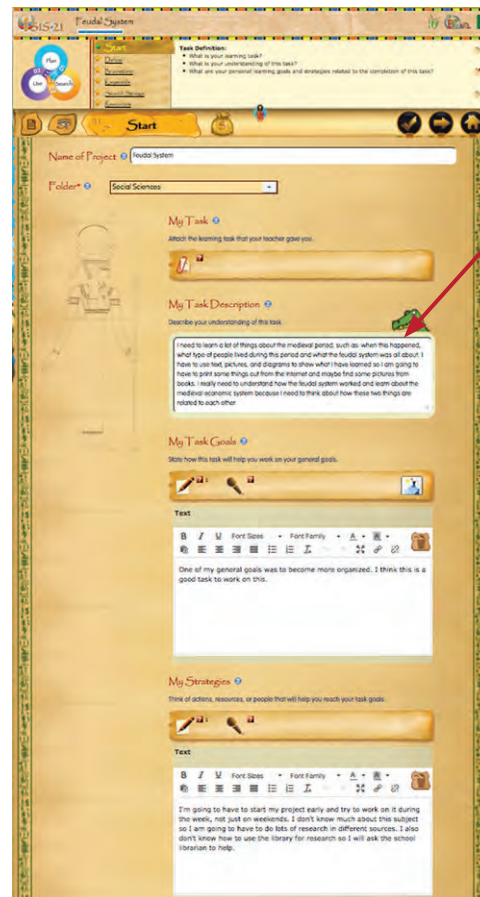 ISIS-21 Feudal System
Plan
Use
Search
Start
Define
Task Definition:
• What is your learning task?
• What is your understanding of this task?
• What are your personal learning goals and strategies related to the completion of this task?
Start
Name of Project Feudal System
Folder* Social Sciences
My Task
Attach the learning task that your teacher gave you.
My Task Description
Describe your understanding of this task
I need to learn a lot of things about the medieval period, such as: when this happened,
what type of people lived during this period and what the feudal system was all about. I
have to use text, pictures, and diagrams to show what I have learned so I am going to
have to print some things out from the internet and maybe find some pictures from
books. I really need to understand how the feudal system worked and learn about the
medieval economic system because I need to think about how these two things are
related to each other
My Task Goals
State how this task will help you work on your general goals.
Text
B I U Font Sizes Font Family A A
One of my general goals was to become more organized. I think this is a
good task to work on this.
My Strategies
Think of actions, resources, or people that will help you reach your task goals.
Text
B I U Font Sizes Font Family A A
I'm going to have to start my project early and try to work on it during
the week, not just on weekends. I don't know much about this subject
so I am going to have to do lots of research in different sources. I also
don't know how to use the library for research so I will ask the school
librarian to help.